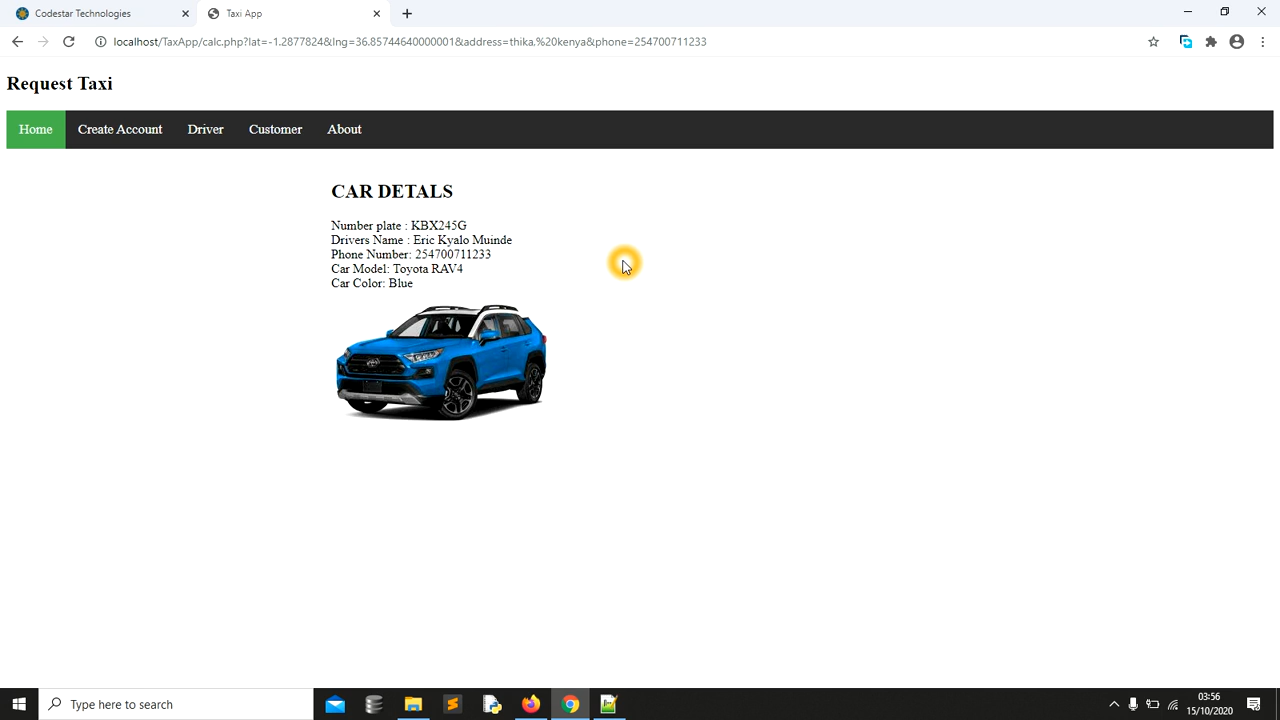 Codestar Technologies
Taxi App
localhost/TaxApp/calc.php?lat=-1.2877824&lng=36.85744640000001&address=thika.%20kenya&phone=254700711233
Request Taxi
Home Create Account Driver Customer About
CAR DETALS
Number plate : KBX245G
Drivers Name : Eric Kyalo Muinde
Phone Number: 254700711233
Car Model: Toyota RAV4
Car Color: Blue
Type here to search
03:56
15/10/2020